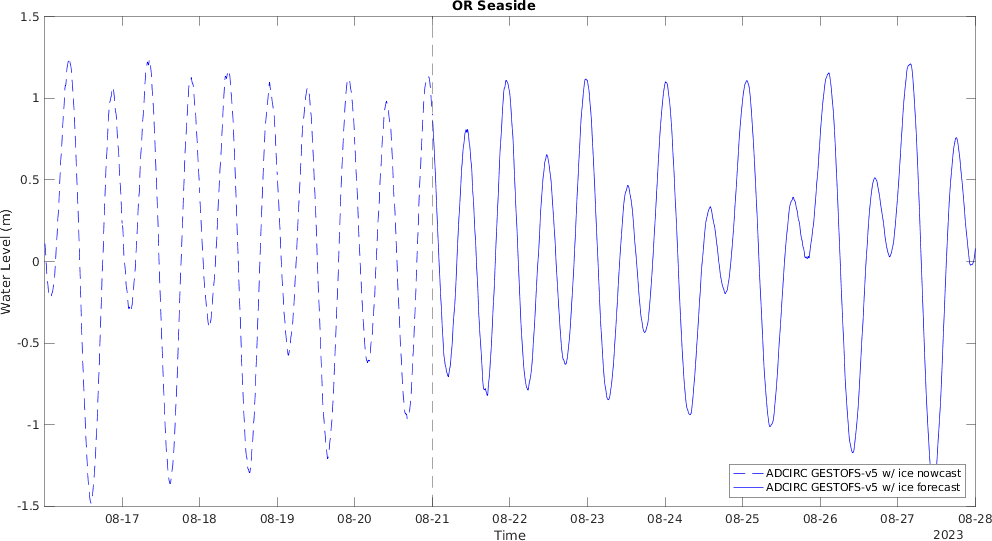 OR Seaside
1.5
1
0.5
0
-0.5
-1
-1.5
Water Level (m)
ADCIRC GESTOFS-v5 w/ ice nowcast
ADCIRC GESTOFS-v5 w/ ice forecast
08-17 08-18 08-19 08-20 08-21 08-22 08-23 08-24 08-25 08-26 08-27 08-28
Time
2023